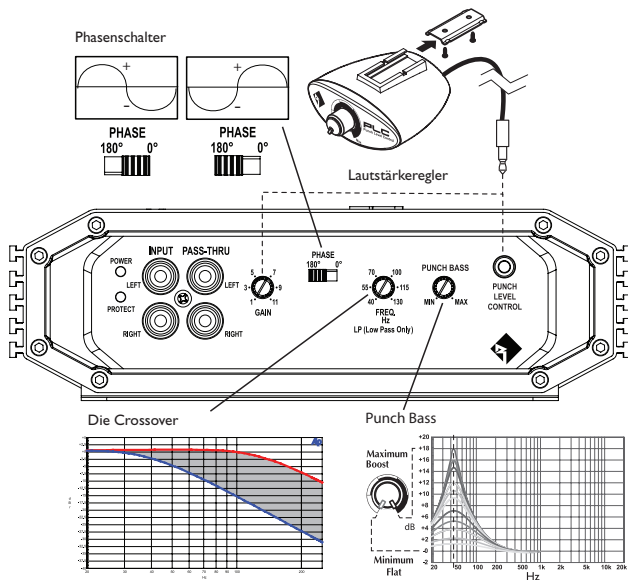 Phasenschalter
+
-
+
-
PHASE
180° 0°
PHASE
180° 0°
PLC
Lautstärkeregler
POWER
PROTECT
INPUT PASS-THRU
LEFT
LEFT
RIGHT
RIGHT
5 7
3 9
1 11
GAIN
PHASE
180° 0°
70 100
55 115
40 130
FREQ.
Hz
LP (Low Pass Only)
PUNCH BASS
MIN MAX
PUNCH
LEVEL
CONTROL
Die Crossover
Punch Bass
Maximum
Boost
dB
Minimum
Flat
+20
+18
+16
+14
+12
+10
+8
+6
+4
+2
-0
-2
20 50 100 200 500 1k 2k 5k 10k 20k
Hz